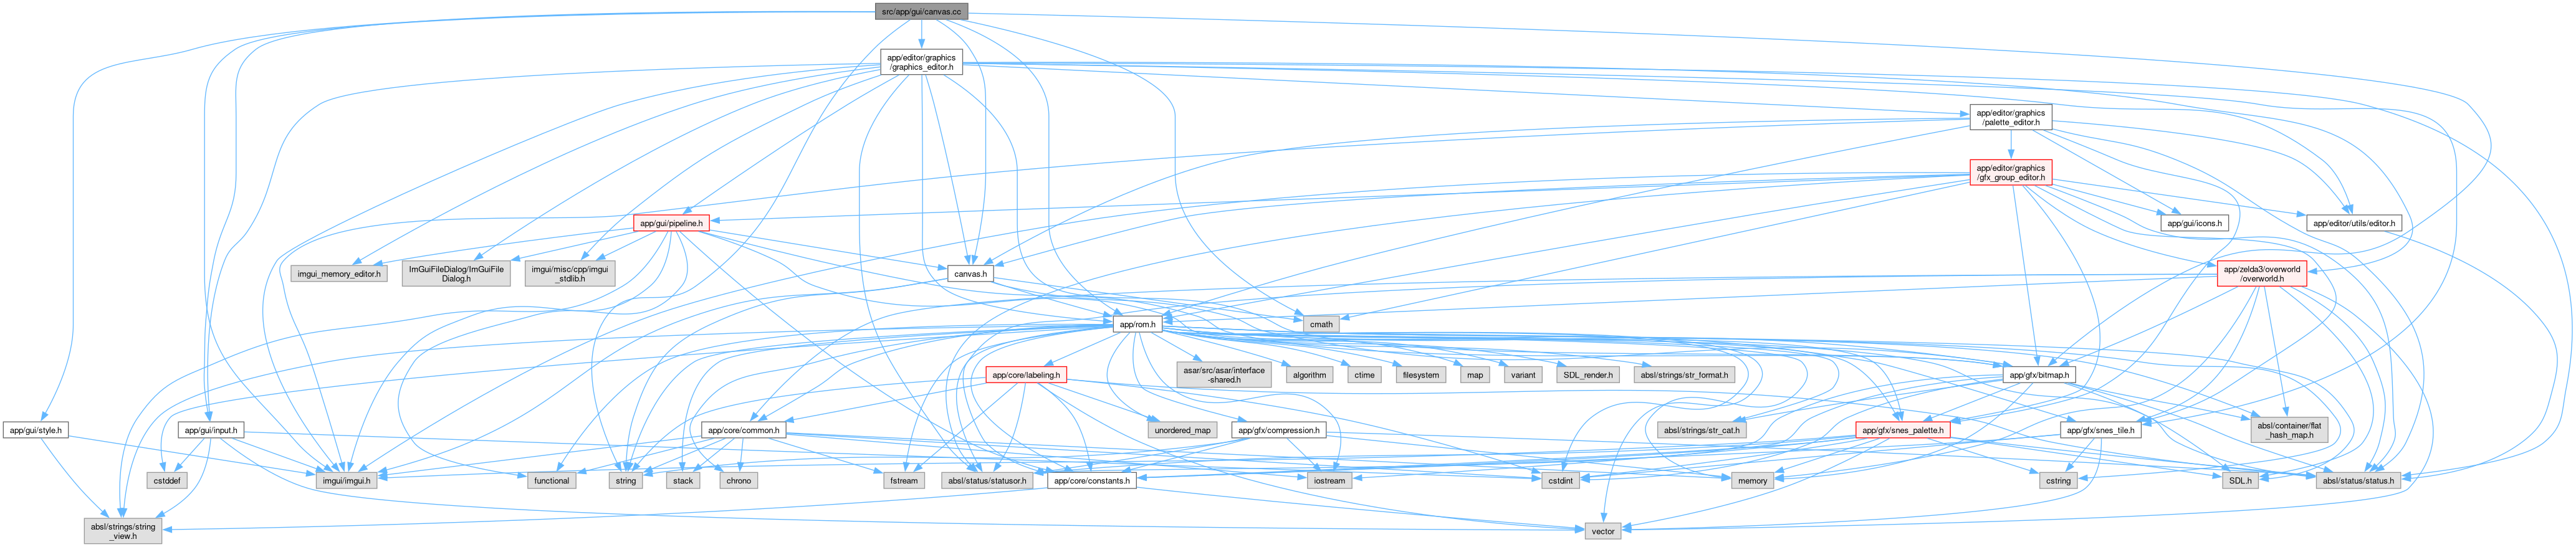 src/app/gui/canvas.cc
app/editor/graphics
/graphics_editor.h
app/editor/graphics
/palette_editor.h
app/editor/graphics
/gfx_group_editor.h
app/gui/pipeline.h
app/gui/icons.h
app/editor/utils/editor.h
imgui_memory_editor.h
ImGuiFileDialog/ImGuiFile
Dialog.h
imgui/misc/cpp/imgui
_stdlib.h
canvas.h
app/zelda3/overworld
/overworld.h
app/rom.h
cmath
app/core/labeling.h
asar/src/asar/interface
-shared.h
algorithm
ctime
filesystem
map
variant
SDL_render.h
absl/strings/str_format.h
app/gfx/bitmap.h
app/gui/style.h
app/gui/input.h
app/core/common.h
unordered_map
app/gfx/compression.h
absl/strings/str_cat.h
app/gfx/snes_palette.h
app/gfx/snes_tile.h
absl/container/flat
_hash_map.h
cstddef
imgui/imgui.h
functional
string
stack
chrono
fstream
absl/status/statusor.h
app/core/constants.h
iostream
cstdint
memory
cstring
SDL.h
absl/status/status.h
absl/strings/string
_view.h
vector